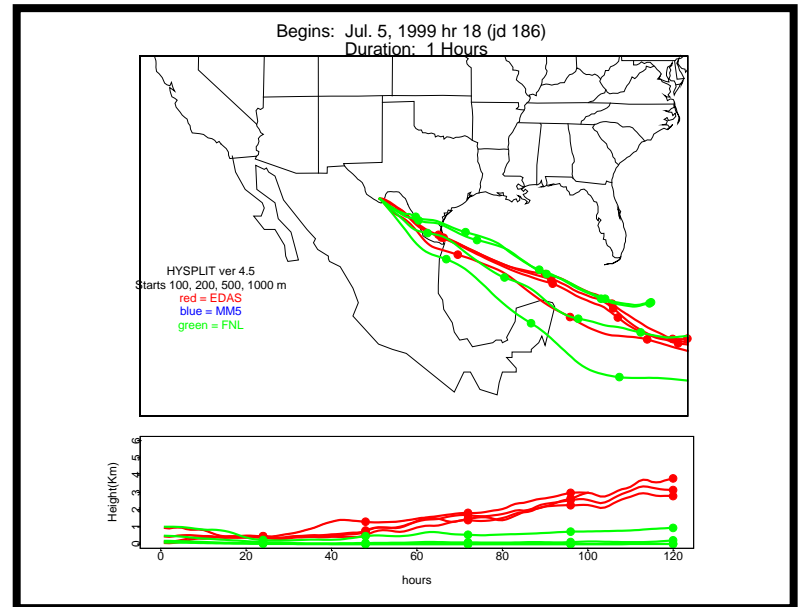 Begins: Jul. 5, 1999 hr 18 (jd 186)
Duration: 1 Hours
HYSPLIT ver 4.5
Starts 100, 200, 500, 1000 m
red = EDAS
blue = MM5
green = FNL
Height(Km)
6
5
4
3
2
1
0
0 20 40 60 80 100 120
hours